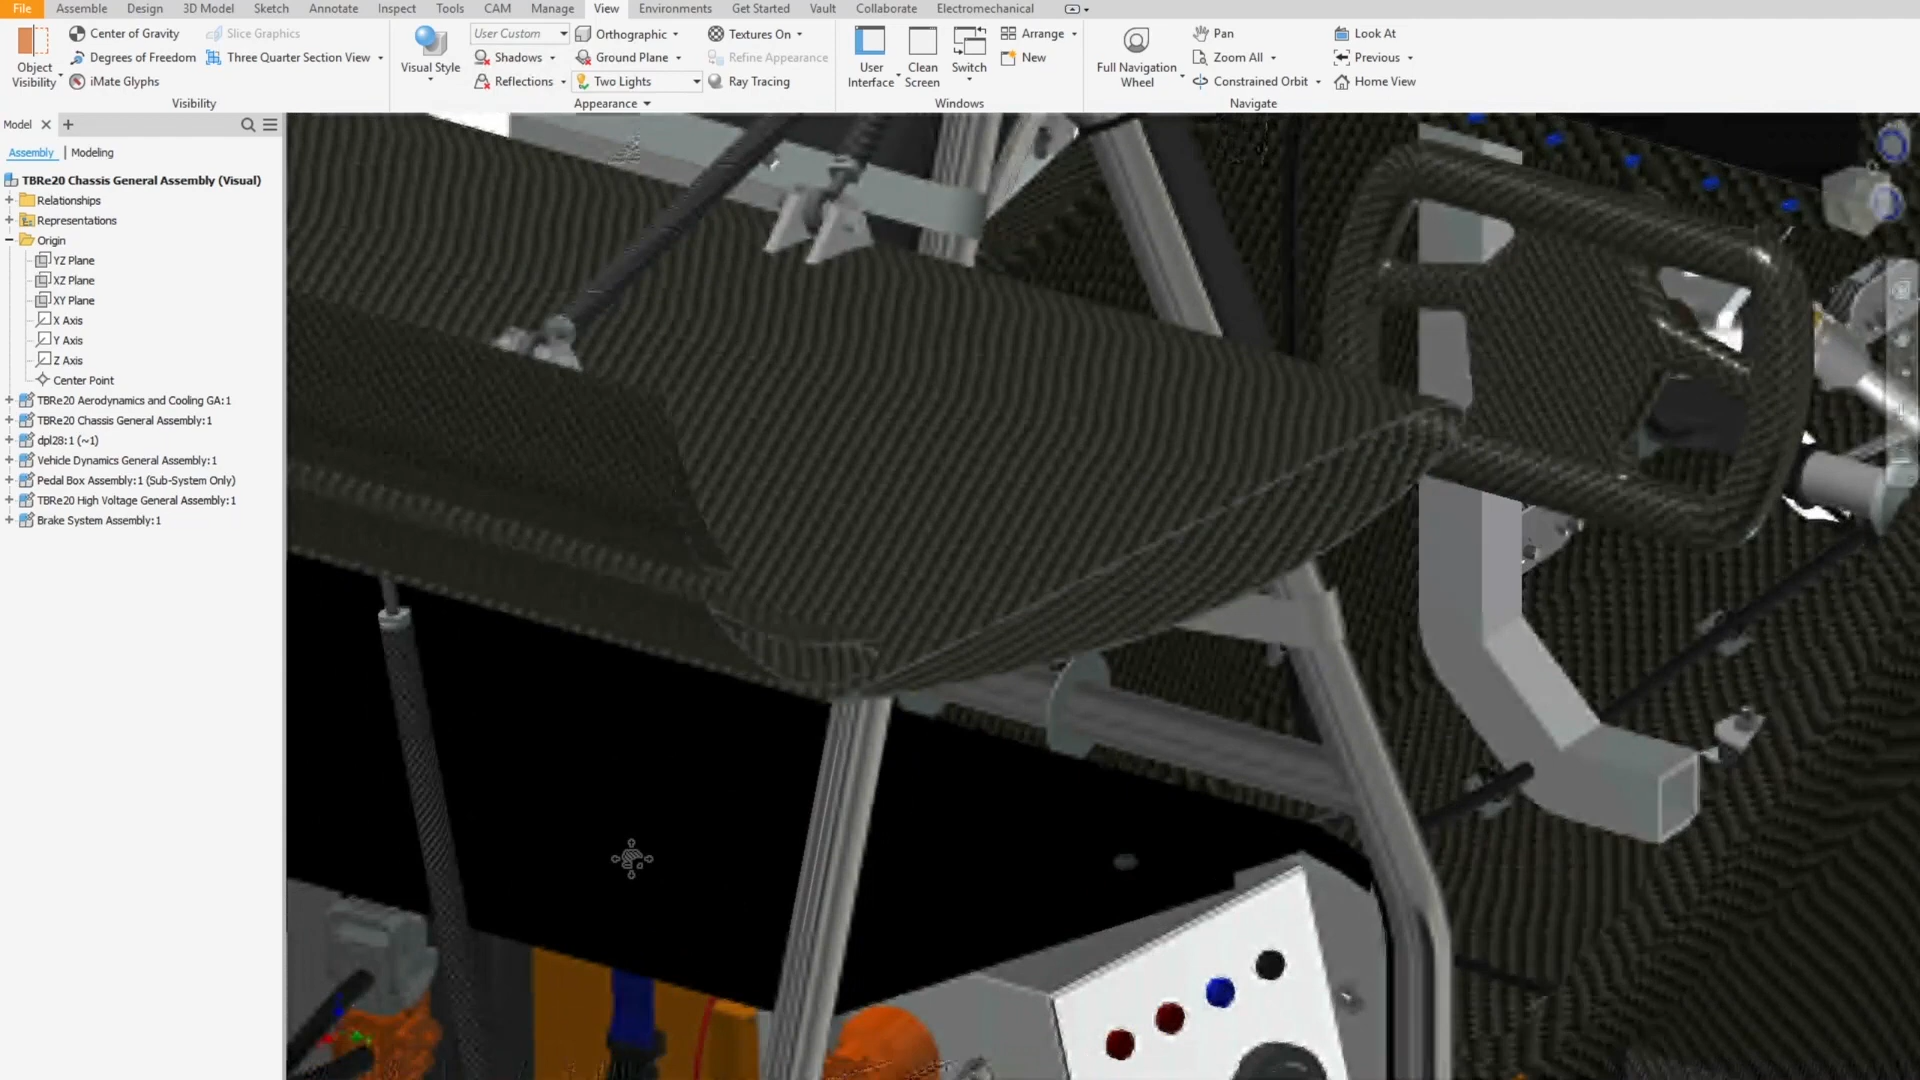 File Assemble Design 3D Model Sketch Annotate Inspect Tools CAM Manage View Environments Get Started Vault Collaborate Electromechanical
Object Visibility
Center of Gravity
Degrees of Freedom
iMate Glyphs
Slice Graphics
Three Quarter Section View
Visibility
Visual Style
User Custom
Shadows
Reflections
Orthographic
Ground Plane
Two Lights
Textures On
Refine Appearance
Ray Tracing
Appearance
User Interface
Clean Screen
Switch
Arrange
New
Windows
Full Navigation Wheel
Pan
Zoom All
Constrained Orbit
Look At
Previous
Home View
Navigate
Model
Assembly | Modeling
TBRe20 Chassis General Assembly (Visual)
Relationships
Representations
Origin
YZ Plane
XZ Plane
XY Plane
X Axis
Y Axis
Z Axis
Center Point
TBRe20 Aerodynamics and Cooling GA:1
TBRe20 Chassis General Assembly:1
dpl28:1 (~1)
Vehicle Dynamics General Assembly:1
Pedal Box Assembly:1 (Sub-System Only)
TBRe20 High Voltage General Assembly:1
Brake System Assembly:1